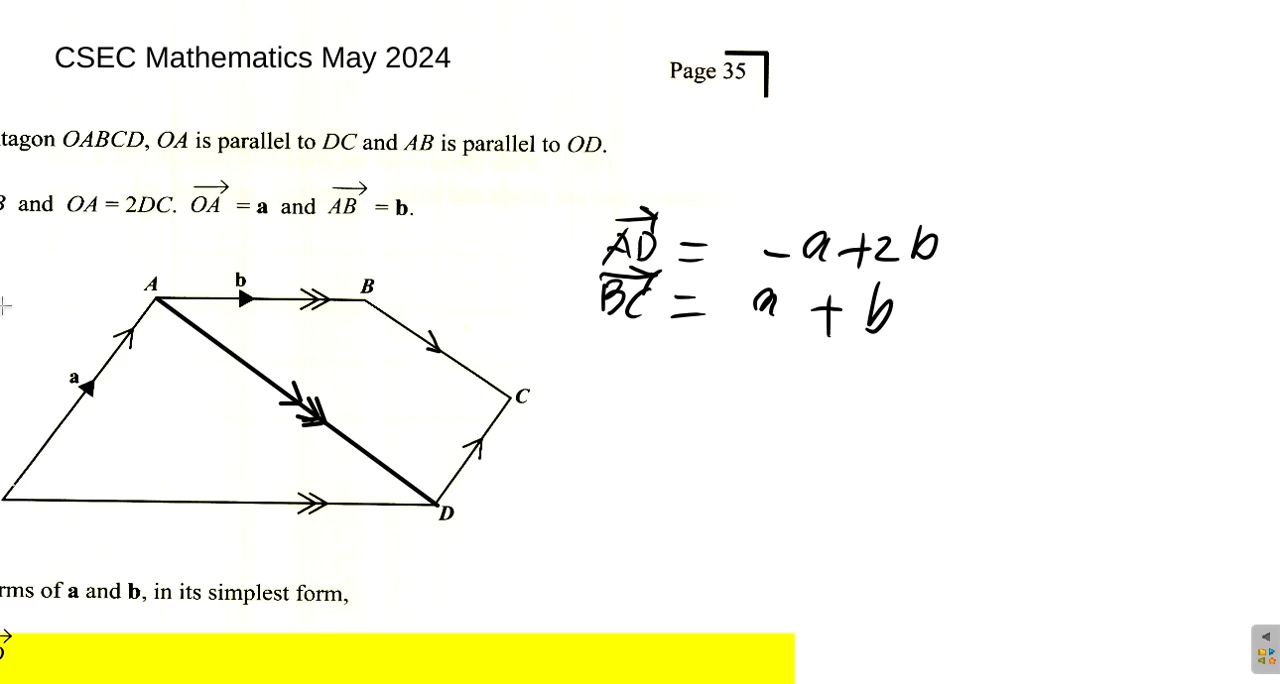 CSEC Mathematics May 2024
Page 35
tagon OABCD, OA is parallel to DC and AB is parallel to OD.
and OA = 2DC. OA = a and AB = b.
AD = -a+2b
BC = a + b
A b B
a
C
D
rms of a and b, in its simplest form,